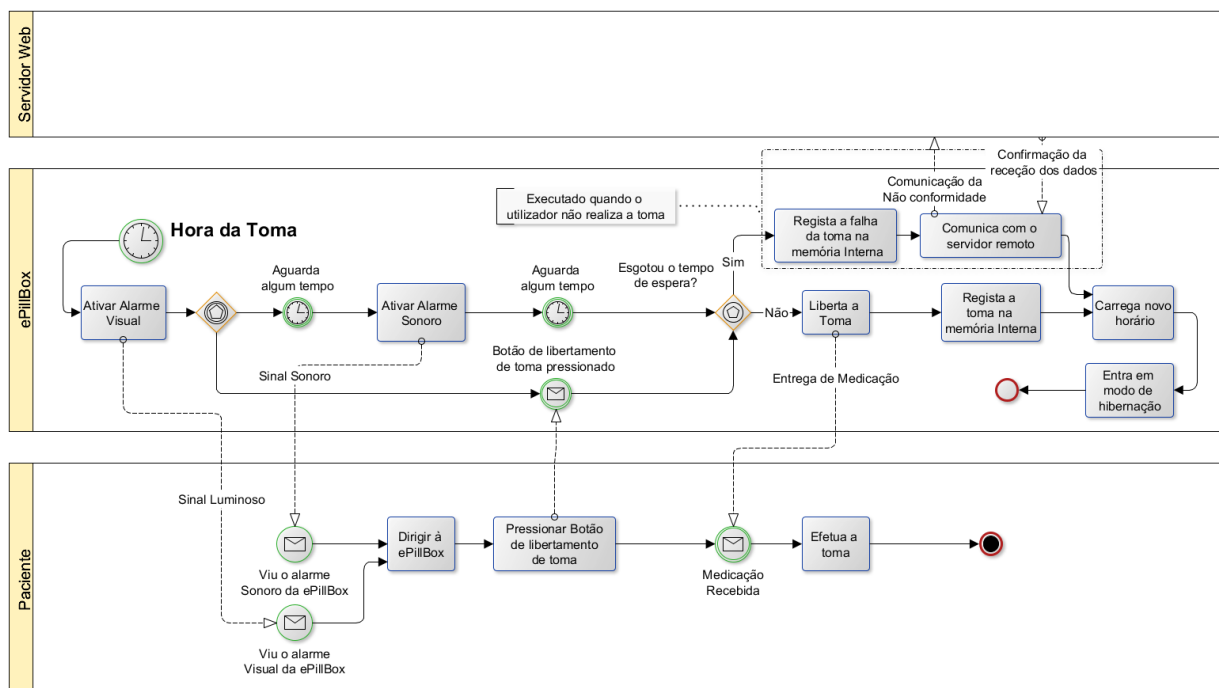 Servidor Web
ePillBox
Hora da Toma
Ativar Alarme
Visual
Aguarda
algum tempo
Ativar Alarme
Sonoro
Aguarda
algum tempo
Botão de libertamento
de toma pressionado
Executado quando o
utilizador não realiza a toma
Esgotou o tempo
de espera?
Sim
Não
Regista a falha
da toma na
memória Interna
Comunica com o
servidor remoto
Comunicação da
Não conformidade
Confirmação da
receção dos dados
Liberta a
Toma
Regista a
toma na
memória Interna
Carrega novo
horário
Entra em
modo de
hibernação
Sinal Sonoro
Entrega de Medicação
Sinal Luminoso
Paciente
Viu o alarme
Sonoro da ePillBox
Viu o alarme
Visual da ePillBox
Dirigir à
ePillBox
Pressionar Botão
de libertamento
de toma
Medicação
Recebida
Efetua a
toma